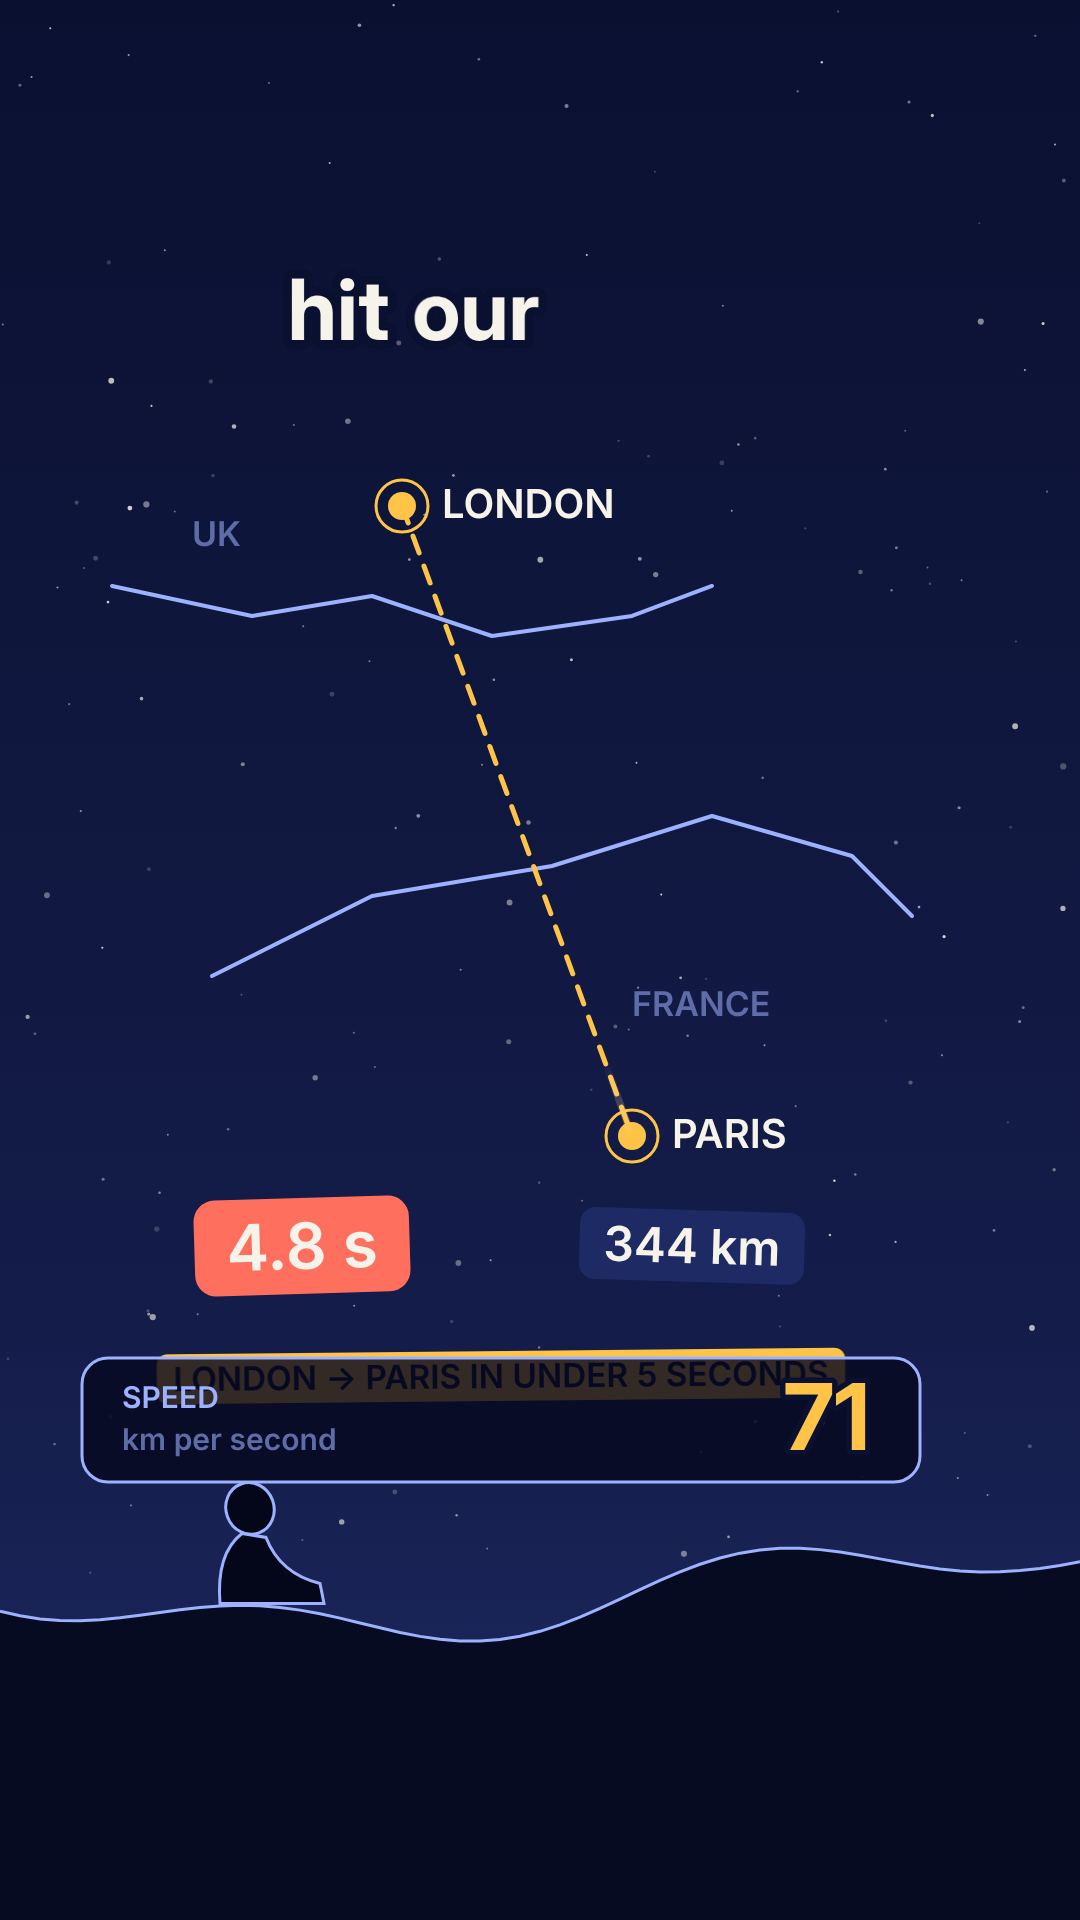 hit our
LONDON
UK
FRANCE
PARIS
4.8 s
344 km
LONDON → PARIS IN UNDER 5 SECONDS
SPEED
71
km per second